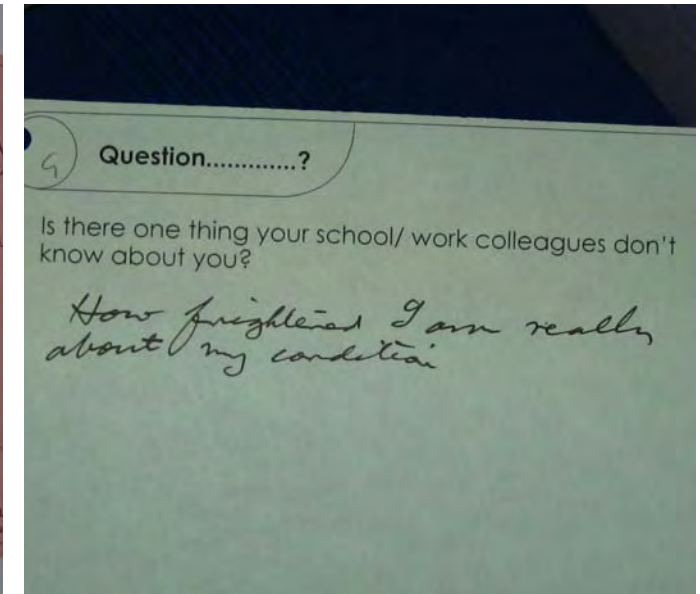 9
Question.............?
Is there one thing your school/ work colleagues don't
know about you?
How frightened I am really
about my condition